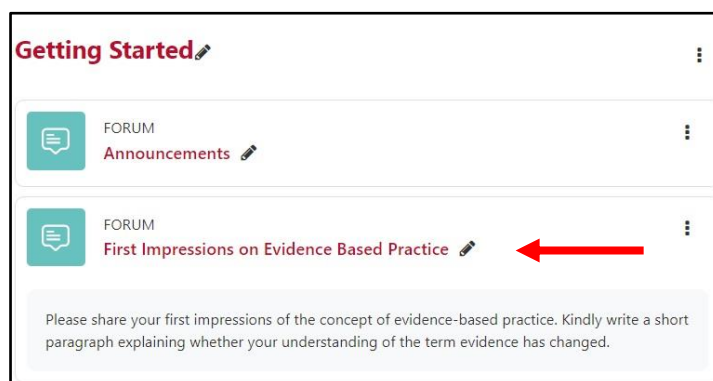 Getting Started
FORUM
Announcements
FORUM
First Impressions on Evidence Based Practice
Please share your first impressions of the concept of evidence-based practice. Kindly write a short
paragraph explaining whether your understanding of the term evidence has changed.